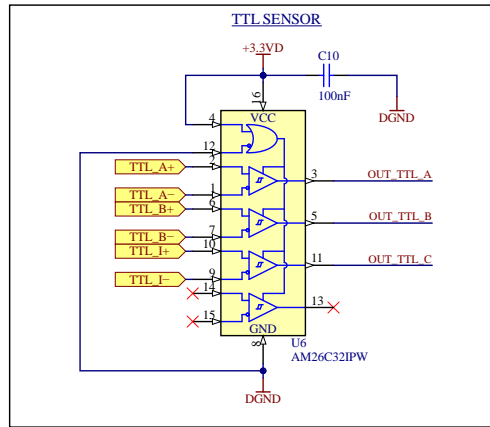 TTL SENSOR
+3.3VD
C10
100nF
DGND
16
VCC
4
12
TTL_A+
2
3
OUT_TTL_A
TTL_A−
1
TTL_B+
6
5
OUT_TTL_B
TTL_B−
7
TTL_I+
10
11
OUT_TTL_C
TTL_I−
9
14
13
15
GND
8
U6
AM26C32IPW
DGND